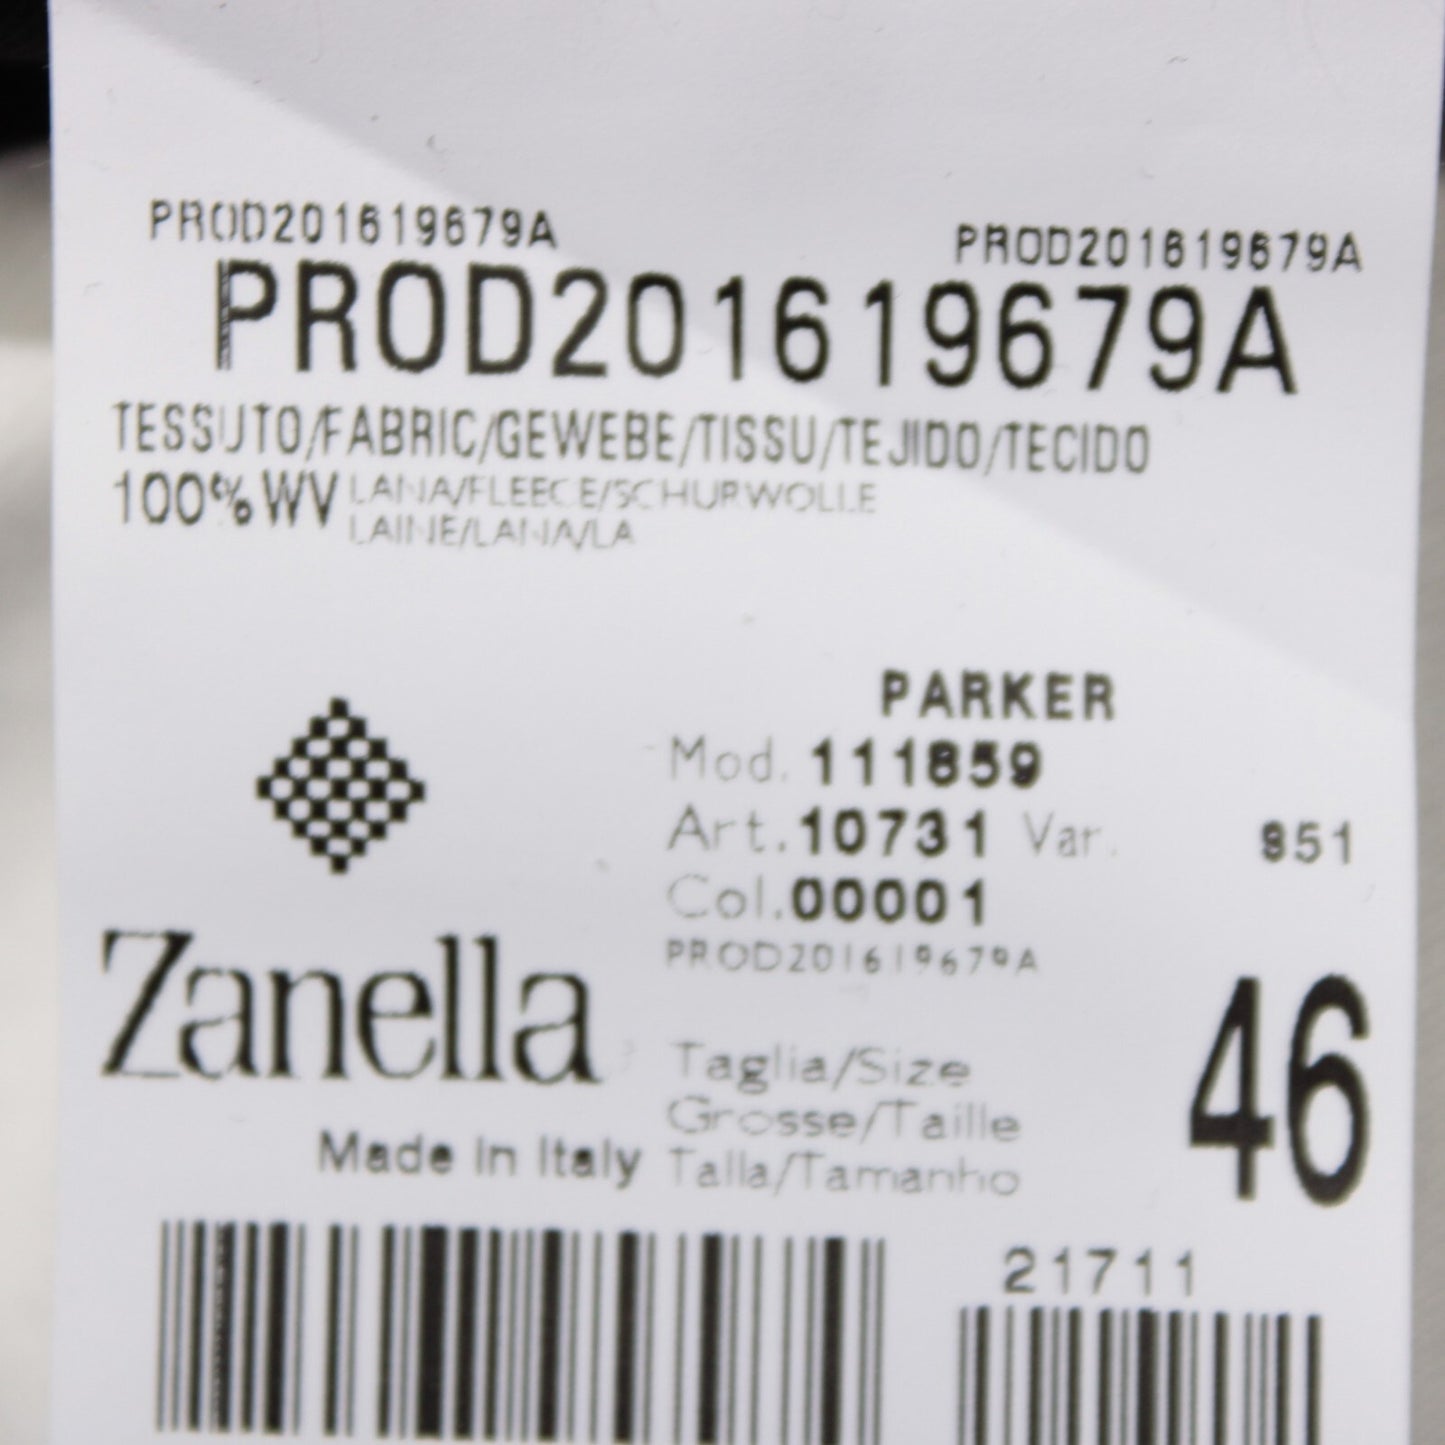 PROD201619679A
PROD201619679A
PROD201619679A
TESSUTO/FABRIC/GEWEBE/TISSU/TEJIDO/TECIDO
100% WV LANA/FLEECE/SCHURWOLLE
LAINE/LANA/LA
PARKER
Mod. 111859
Art. 10731 Var. 951
Col. 00001
PROD201619679A
Zanella
Made In Italy
Taglia/Size
Grosse/Taille
Talla/Tamanho
46
21711